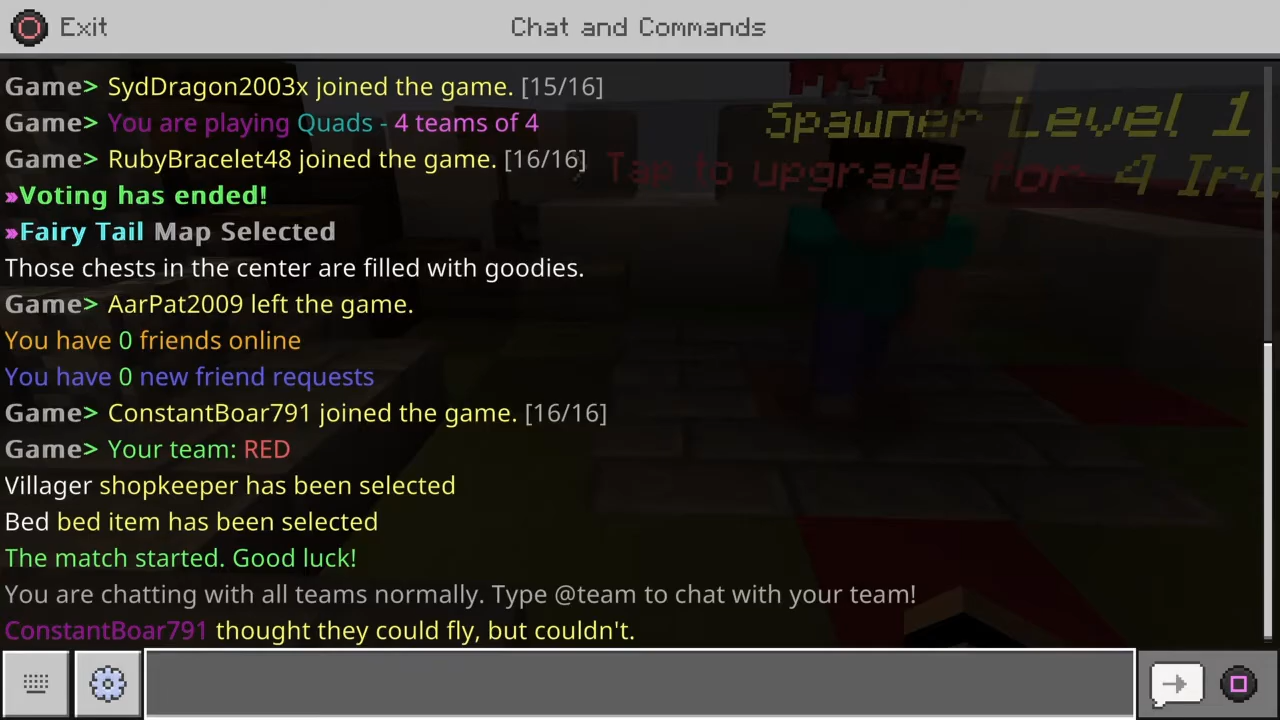 Exit
Chat and Commands
Game> SydDragon2003x joined the game. [15/16]
Game> You are playing Quads - 4 teams of 4
Game> RubyBracelet48 joined the game. [16/16]
»Voting has ended!
»Fairy Tail Map Selected
Those chests in the center are filled with goodies.
Game> AarPat2009 left the game.
You have 0 friends online
You have 0 new friend requests
Game> ConstantBoar791 joined the game. [16/16]
Game> Your team: RED
Villager shopkeeper has been selected
Bed bed item has been selected
The match started. Good luck!
You are chatting with all teams normally. Type @team to chat with your team!
ConstantBoar791 thought they could fly, but couldn't.
Spawner Level 1
Tap to upgrade for 4